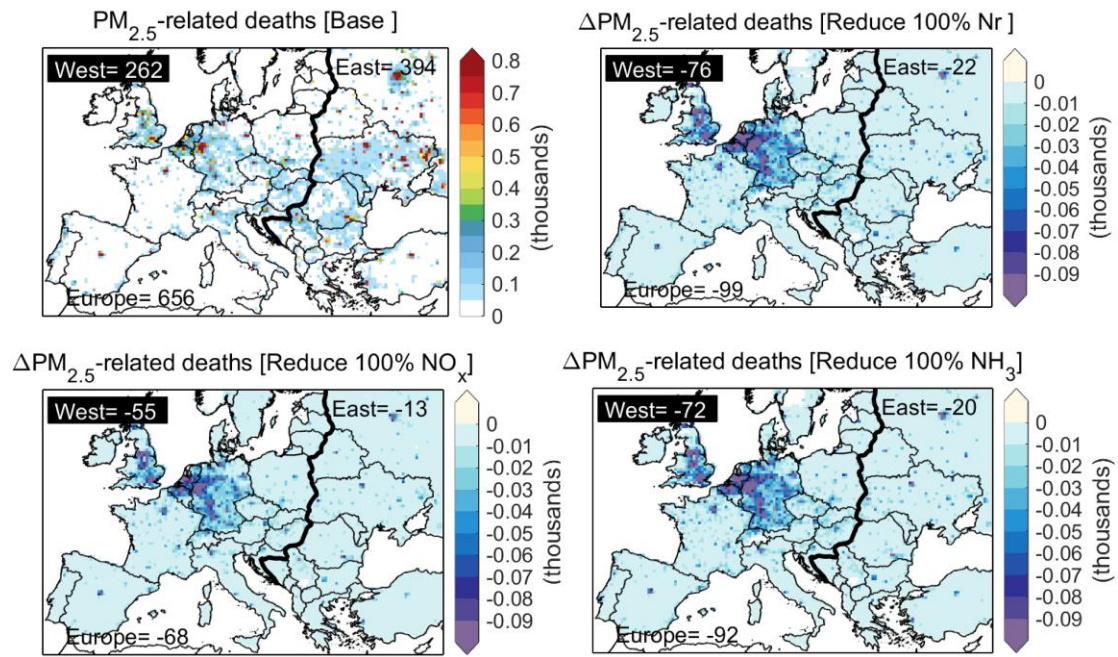 PM2.5-related deaths [Base ]
West= 262
East= 394
Europe= 656
0.8
0.7
0.6
0.5
0.4
0.3
0.2
0.1
0
(thousands)
ΔPM2.5-related deaths [Reduce 100% Nr ]
West= -76
East= -22
Europe= -99
0
-0.01
-0.02
-0.03
-0.04
-0.05
-0.06
-0.07
-0.08
-0.09
(thousands)
ΔPM2.5-related deaths [Reduce 100% NOx]
West= -55
East= -13
Europe= -68
0
-0.01
-0.02
-0.03
-0.04
-0.05
-0.06
-0.07
-0.08
-0.09
(thousands)
ΔPM2.5-related deaths [Reduce 100% NH3]
West= -72
East= -20
Europe= -92
0
-0.01
-0.02
-0.03
-0.04
-0.05
-0.06
-0.07
-0.08
-0.09
(thousands)